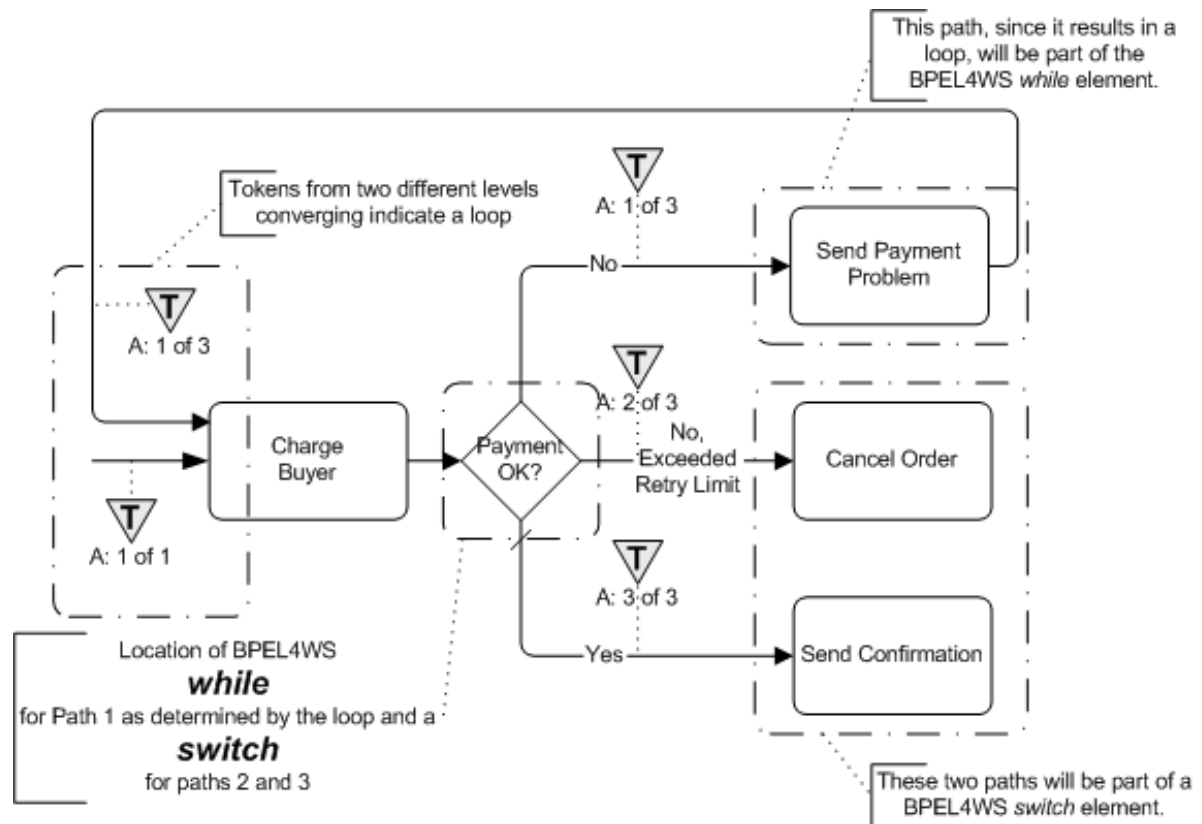 This path, since it results in a
loop, will be part of the
BPEL4WS while element.
T
A: 1 of 3
Tokens from two different levels
converging indicate a loop
No
Send Payment
Problem
T
A: 1 of 3
T
A: 2 of 3
Charge
Buyer
Payment
OK?
No,
Exceeded
Retry Limit
Cancel Order
T
A: 1 of 1
T
A: 3 of 3
Yes
Send Confirmation
Location of BPEL4WS
while
for Path 1 as determined by the loop and a
switch
for paths 2 and 3
These two paths will be part of a
BPEL4WS switch element.